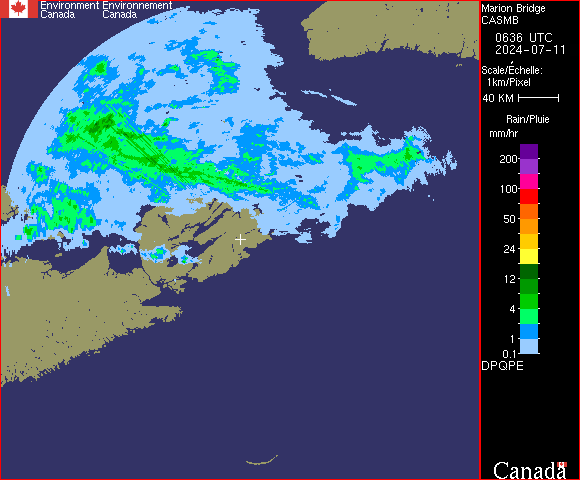 Environment Environnement
Canada Canada
Marion Bridge
CASMB
0636 UTC
2024-07-11
Scale/Échelle:
1km/Pixel
40 KM
Rain/Pluie
mm/hr
200
100
50
24
12
4
1
0.1
DPQPE
Canada